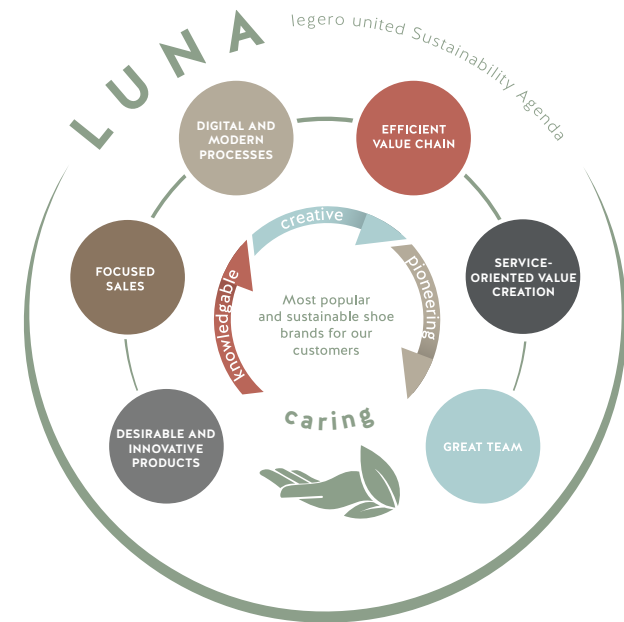 LUNA
legero united Sustainability Agenda
DIGITAL AND
MODERN
PROCESSES
EFFICIENT
VALUE CHAIN
FOCUSED
SALES
SERVICE-
ORIENTED VALUE
CREATION
DESIRABLE AND
INNOVATIVE
PRODUCTS
GREAT TEAM
knowledgable
creative
pioneering
Most popular
and sustainable shoe
brands for our
customers
caring